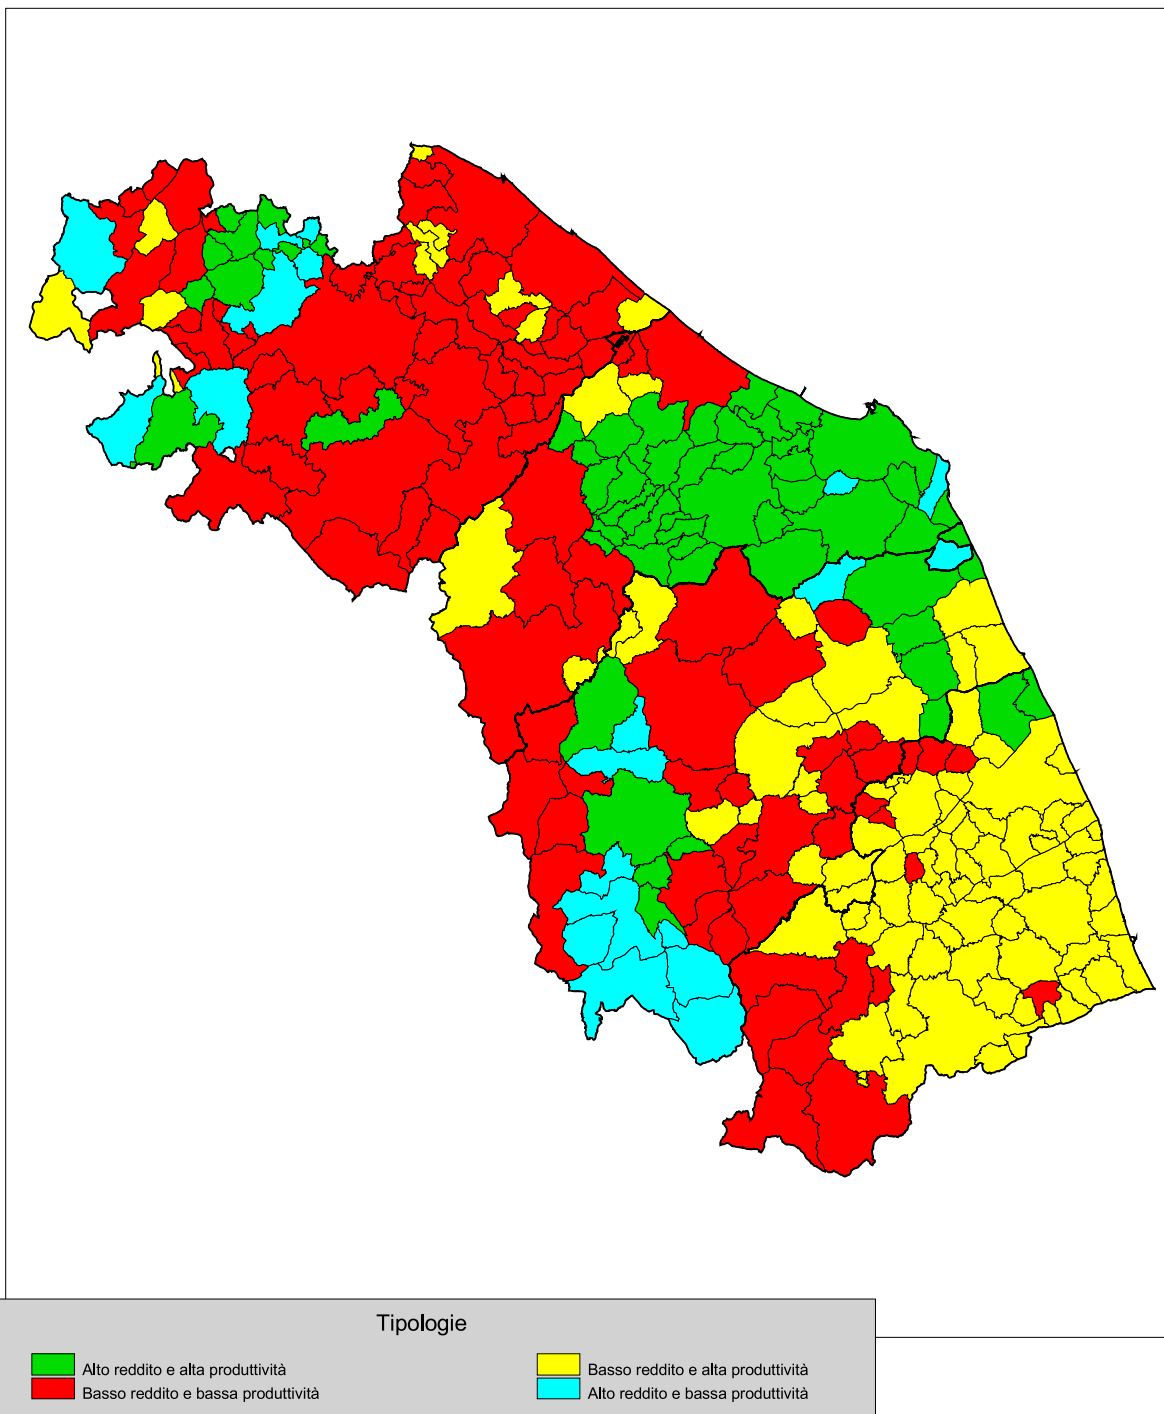 Tipologie
Alto reddito e alta produttività
Basso reddito e bassa produttività
Basso reddito e alta produttività
Alto reddito e bassa produttività